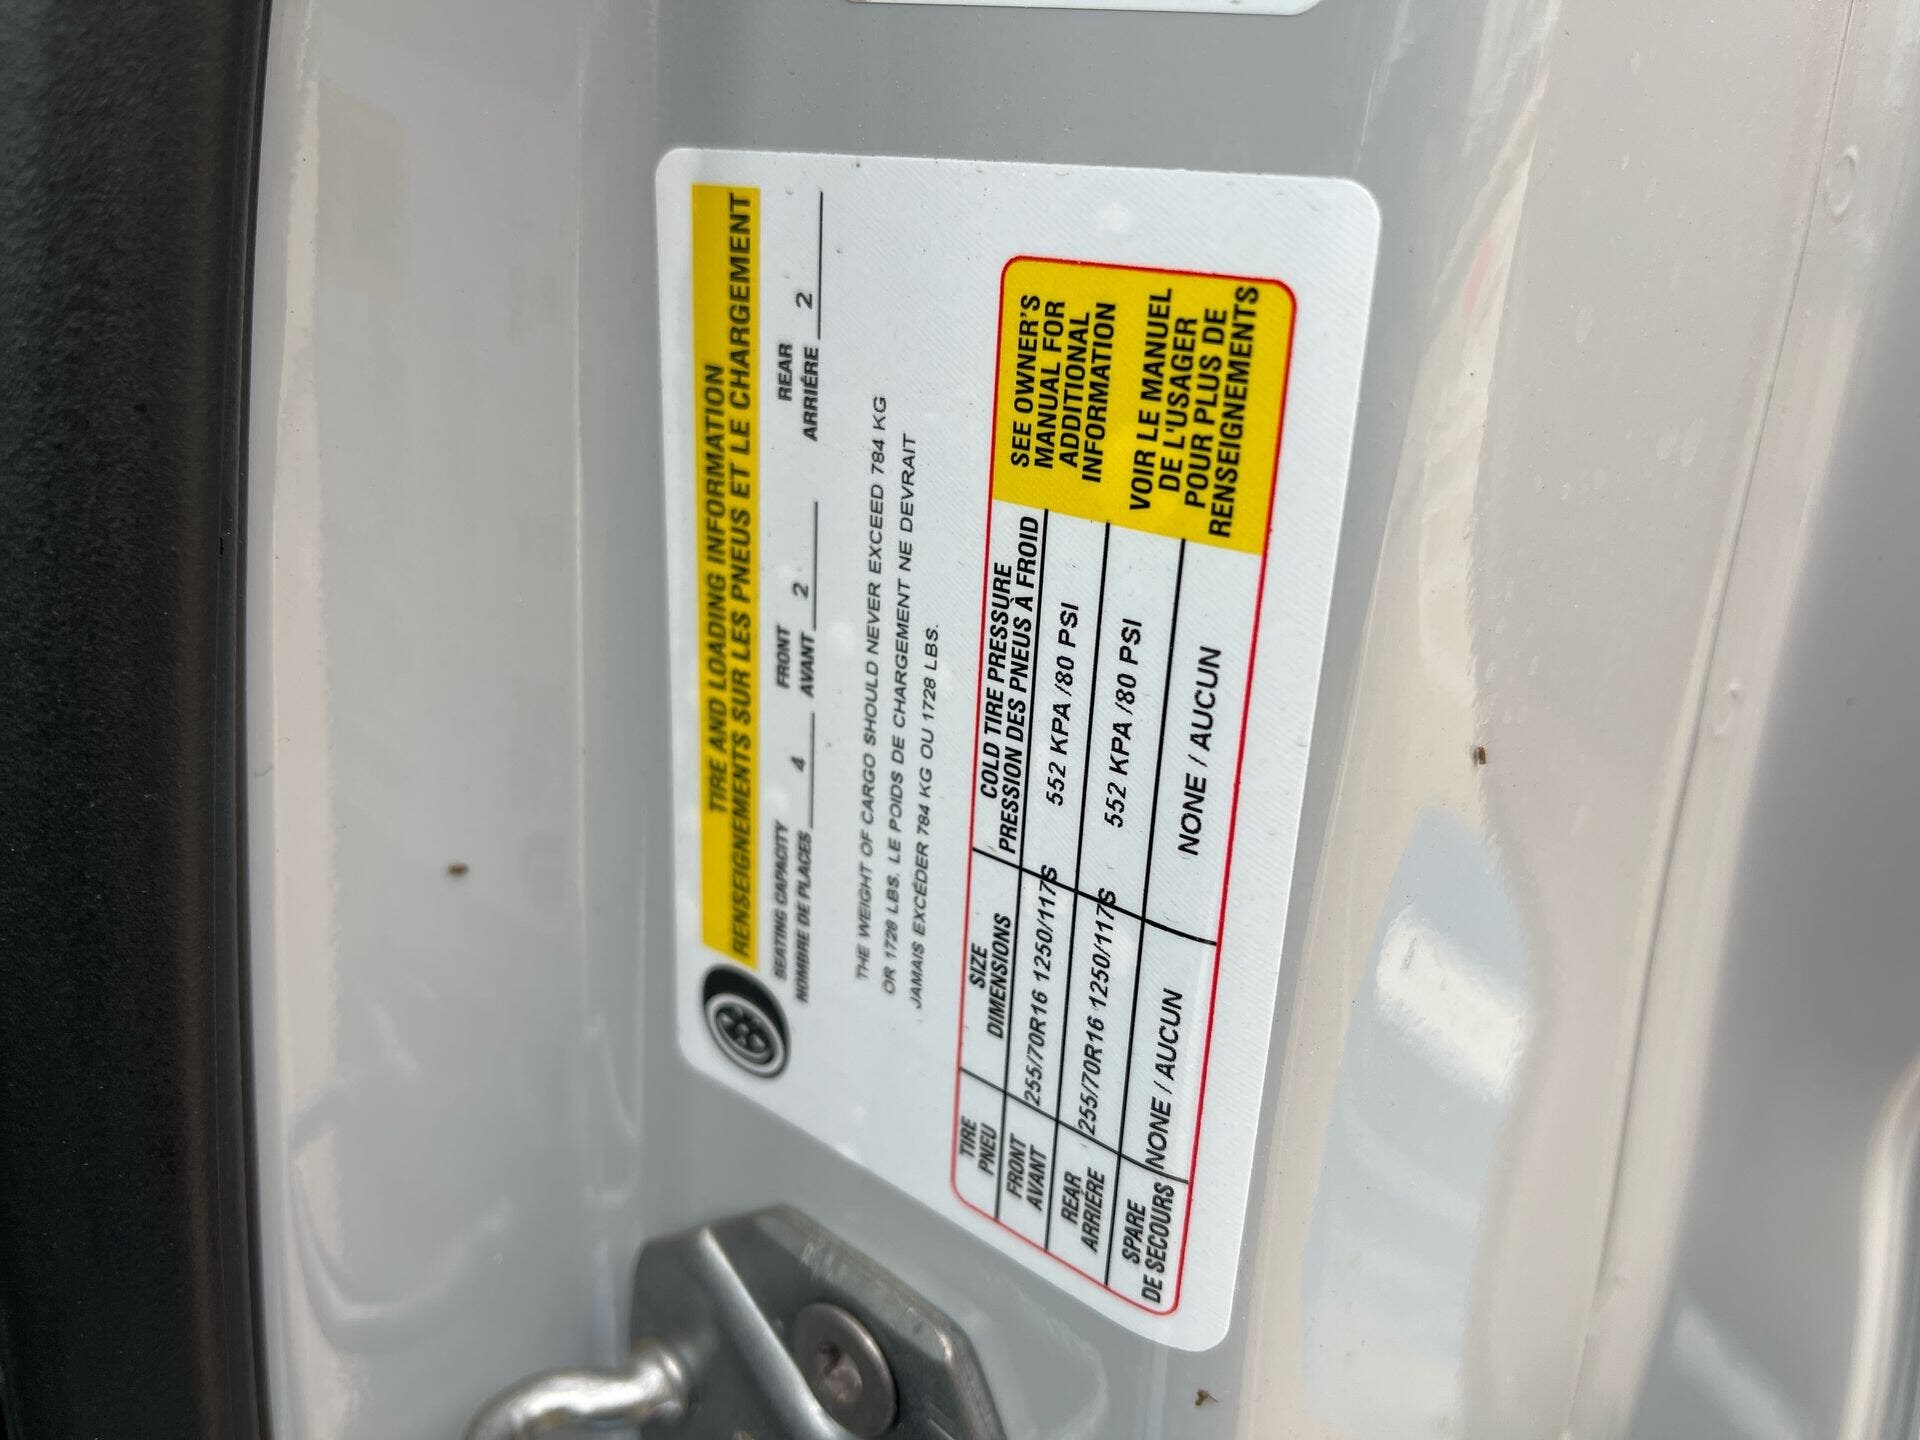 TIRE AND LOADING INFORMATION
RENSEIGNEMENTS SUR LES PNEUS ET LE CHARGEMENT
SEATING CAPACITY
NOMBRE DE PLACES 4
FRONT
AVANT 2
REAR
ARRIÉRE 2
THE WEIGHT OF CARGO SHOULD NEVER EXCEED 784 KG
OR 1728 LBS. LE POIDS DE CHARGEMENT NE DEVRAIT
JAMAIS EXCÉDER 784 KG OU 1728 LBS.
TIRE
PNEU
SIZE
DIMENSIONS
COLD TIRE PRESSURE
PRESSION DES PNEUS À FROID
FRONT
AVANT
255/70R16 1250/117S
552 KPA /80 PSI
REAR
ARRIÉRE
255/70R16 1250/117S
552 KPA /80 PSI
SPARE
DE SECOURS
NONE / AUCUN
NONE / AUCUN
SEE OWNER'S
MANUAL FOR
ADDITIONAL
INFORMATION
VOIR LE MANUEL
DE L'USAGER
POUR PLUS DE
RENSEIGNEMENTS